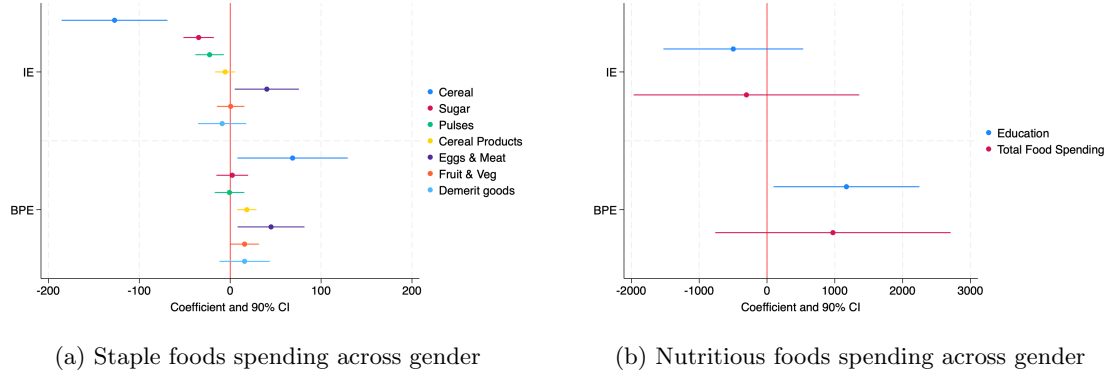 IE
BPE
-200 -100 0 100 200
Coefficient and 90% CI
Cereal
Sugar
Pulses
Cereal Products
Eggs & Meat
Fruit & Veg
Demerit goods
(a) Staple foods spending across gender
IE
BPE
-2000 -1000 0 1000 2000 3000
Coefficient and 90% CI
Education
Total Food Spending
(b) Nutritious foods spending across gender